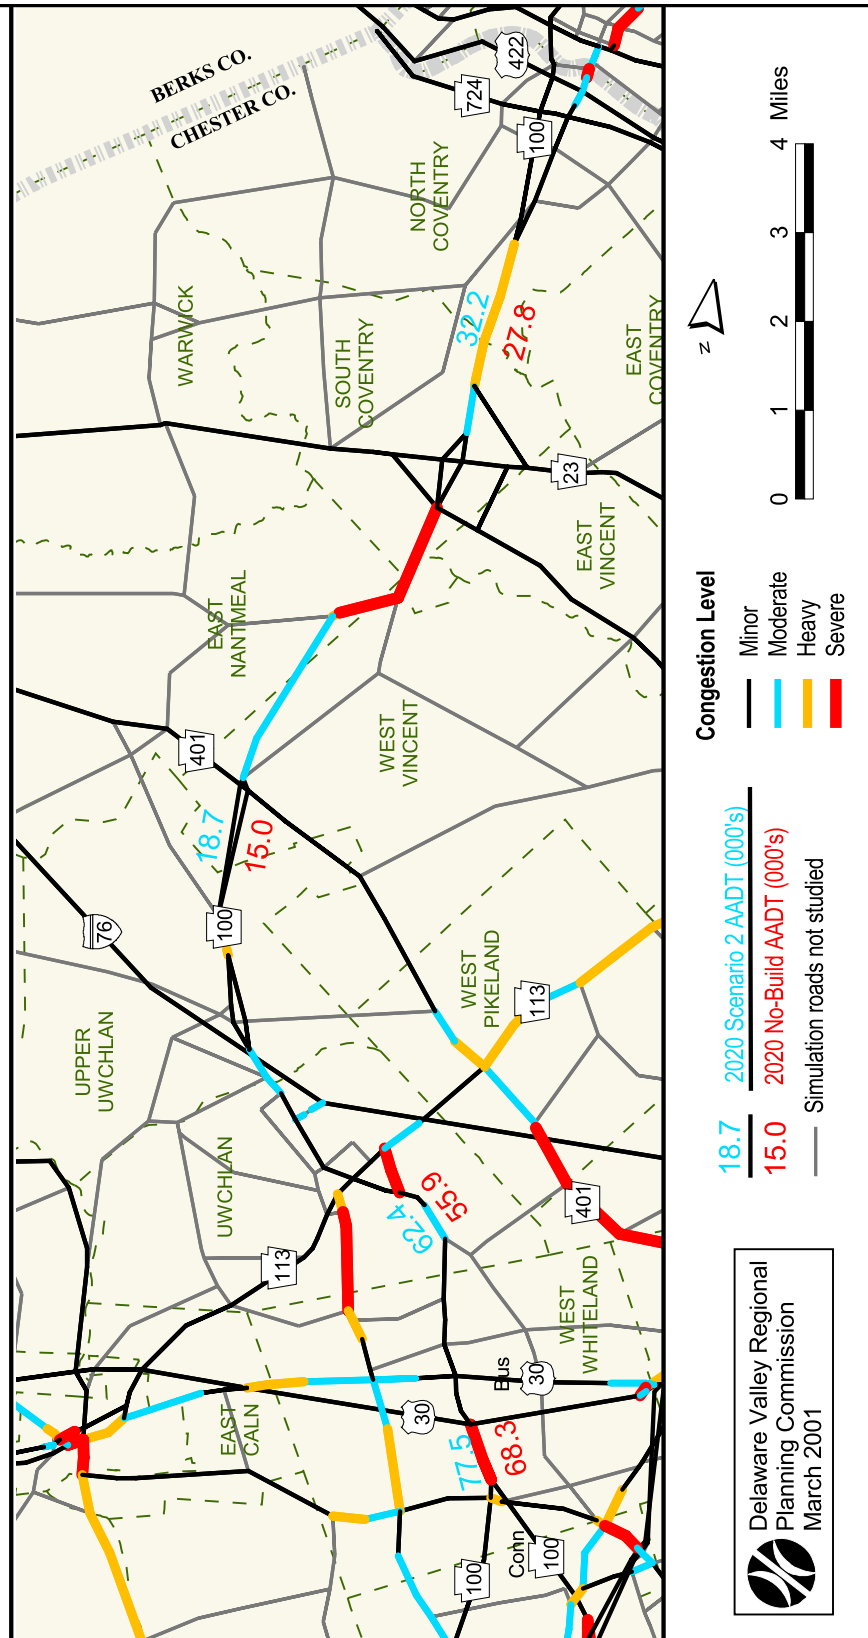 BERKS CO.
CHESTER CO.
422
724
100
NORTH
COVENTRY
WARWICK
SOUTH
COVENTRY
32.2
27.8
EAST
COVENTRY
23
EAST
VINCENT
EAST
NANTMEAL
WEST
VINCENT
401
18.7
15.0
76
100
WEST
PIKELAND
113
UPPER
UWCHLAN
UWCHLAN
62.4
55.9
401
113
WEST
WHITELAND
Bus
30
30
EAST
CALN
77.5
68.3
Conn
100
100
N
0 1 2 3 4 Miles
Congestion Level
Minor
Moderate
Heavy
Severe
18.7 2020 Scenario 2 AADT (000's)
15.0 2020 No-Build AADT (000's)
Simulation roads not studied
Delaware Valley Regional
Planning Commission
March 2001